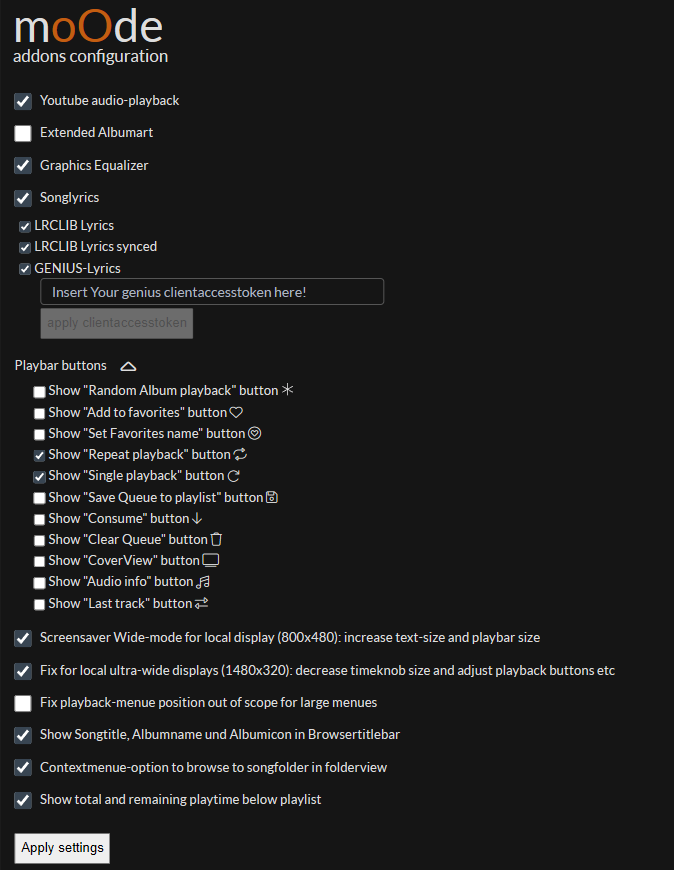 moOde
addons configuration
Youtube audio-playback
Extended Albumart
Graphics Equalizer
Songlyrics
LRCLIB Lyrics
LRCLIB Lyrics synced
GENIUS-Lyrics
Insert Your genius clientaccesstoken here!
apply clientaccesstoken
Playbar buttons
Show "Random Album playback" button
Show "Add to favorites" button
Show "Set Favorites name" button
Show "Repeat playback" button
Show "Single playback" button
Show "Save Queue to playlist" button
Show "Consume" button
Show "Clear Queue" button
Show "CoverView" button
Show "Audio info" button
Show "Last track" button
Screensaver Wide-mode for local display (800x480): increase text-size and playbar size
Fix for local ultra-wide displays (1480x320): decrease timeknob size and adjust playback buttons etc
Fix playback-menue position out of scope for large menues
Show Songtitle, Albumname und Albumicon in Browsertitlebar
Contextmenue-option to browse to songfolder in folderview
Show total and remaining playtime below playlist
Apply settings